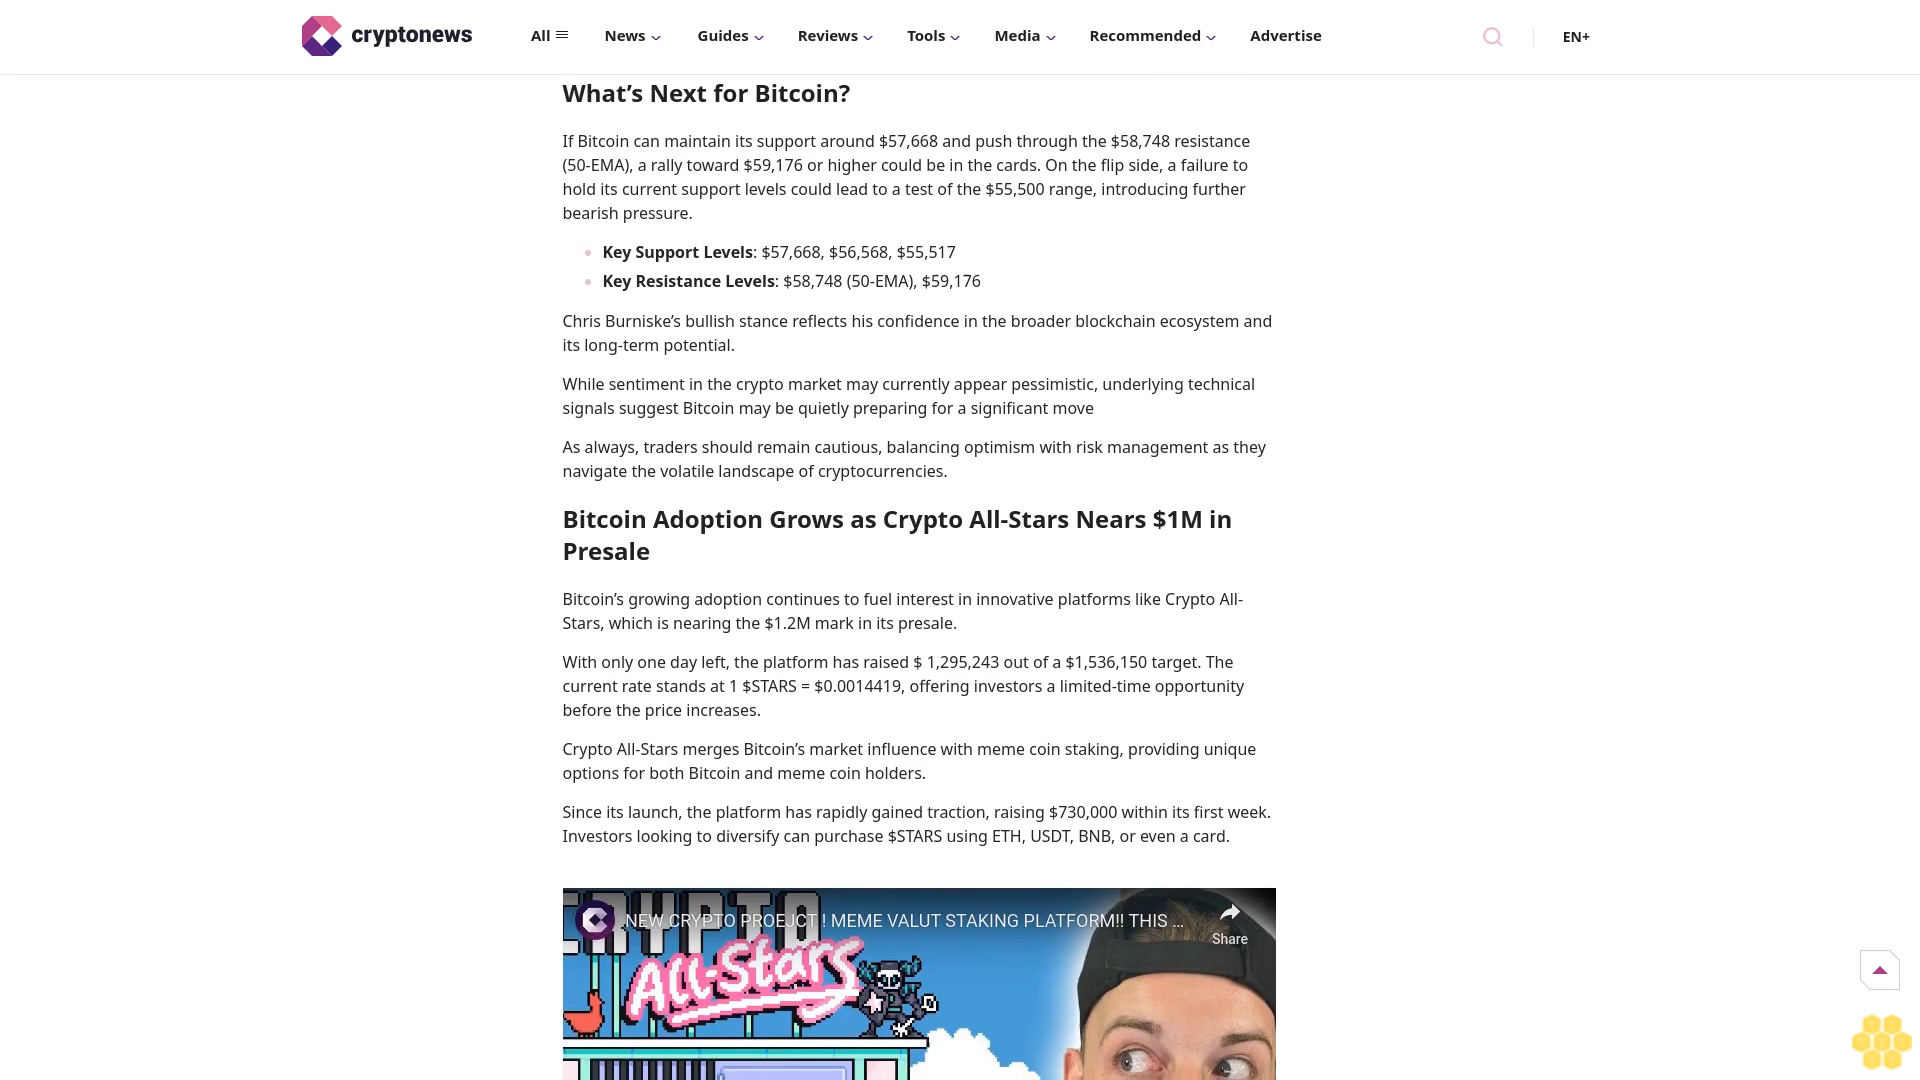 cryptonews
All
News
Guides
Reviews
Tools
Media
Recommended
Advertise
EN+
What’s Next for Bitcoin?
If Bitcoin can maintain its support around $57,668 and push through the $58,748 resistance
(50-EMA), a rally toward $59,176 or higher could be in the cards. On the flip side, a failure to
hold its current support levels could lead to a test of the $55,500 range, introducing further
bearish pressure.
Key Support Levels: $57,668, $56,568, $55,517
Key Resistance Levels: $58,748 (50-EMA), $59,176
Chris Burniske’s bullish stance reflects his confidence in the broader blockchain ecosystem and
its long-term potential.
While sentiment in the crypto market may currently appear pessimistic, underlying technical
signals suggest Bitcoin may be quietly preparing for a significant move
As always, traders should remain cautious, balancing optimism with risk management as they
navigate the volatile landscape of cryptocurrencies.
Bitcoin Adoption Grows as Crypto All-Stars Nears $1M in
Presale
Bitcoin’s growing adoption continues to fuel interest in innovative platforms like Crypto All-
Stars, which is nearing the $1.2M mark in its presale.
With only one day left, the platform has raised $ 1,295,243 out of a $1,536,150 target. The
current rate stands at 1 $STARS = $0.0014419, offering investors a limited-time opportunity
before the price increases.
Crypto All-Stars merges Bitcoin’s market influence with meme coin staking, providing unique
options for both Bitcoin and meme coin holders.
Since its launch, the platform has rapidly gained traction, raising $730,000 within its first week.
Investors looking to diversify can purchase $STARS using ETH, USDT, BNB, or even a card.
NEW CRYPTO PROEJCT ! MEME VALUT STAKING PLATFORM!! THIS ...
Share
CRYPTO
All-Stars